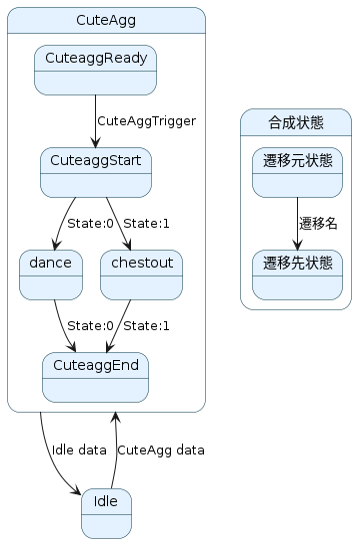 CuteAgg
CuteaggReady
CuteAggTrigger
CuteaggStart
State:0
State:1
dance
chestout
State:0
State:1
CuteaggEnd
Idle data
CuteAgg data
Idle
合成状態
遷移元状態
遷移名
遷移先状態